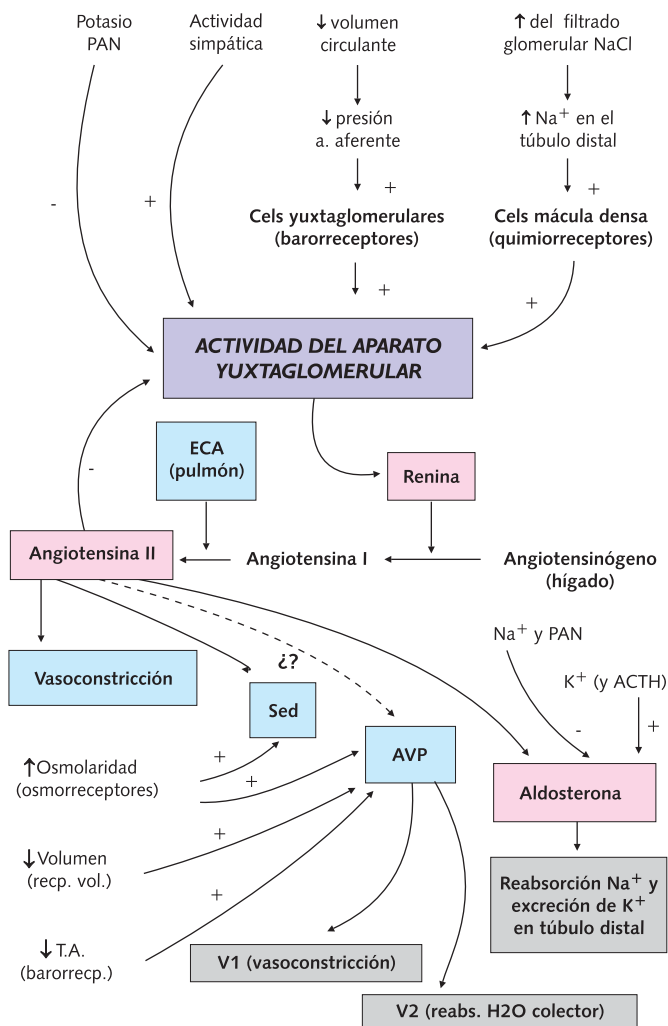 Potasio
PAN
Actividad
simpática
↓ volumen
circulante
↑ del filtrado
glomerular NaCl
↓ presión
a. aferente
↑ Na+ en el
túbulo distal
-
+
+
+
Cels yuxtaglomerulares
(barorreceptores)
Cels mácula densa
(quimiorreceptores)
+
+
ACTIVIDAD DEL APARATO
YUXTAGLOMERULAR
ECA
(pulmón)
-
Renina
Angiotensina II
Angiotensina I
Angiotensinógeno
(hígado)
Na+ y PAN
Vasoconstricción
¿?
K+ (y ACTH)
Sed
-
+
AVP
+
↑Osmolaridad
(osmorreceptores)
+
Aldosterona
+
↓Volumen
(recp. vol.)
+
Reabsorción Na+ y
excreción de K+
en túbulo distal
↓T.A.
(barorrecp.)
V1 (vasoconstricción)
V2 (reabs. H2O colector)